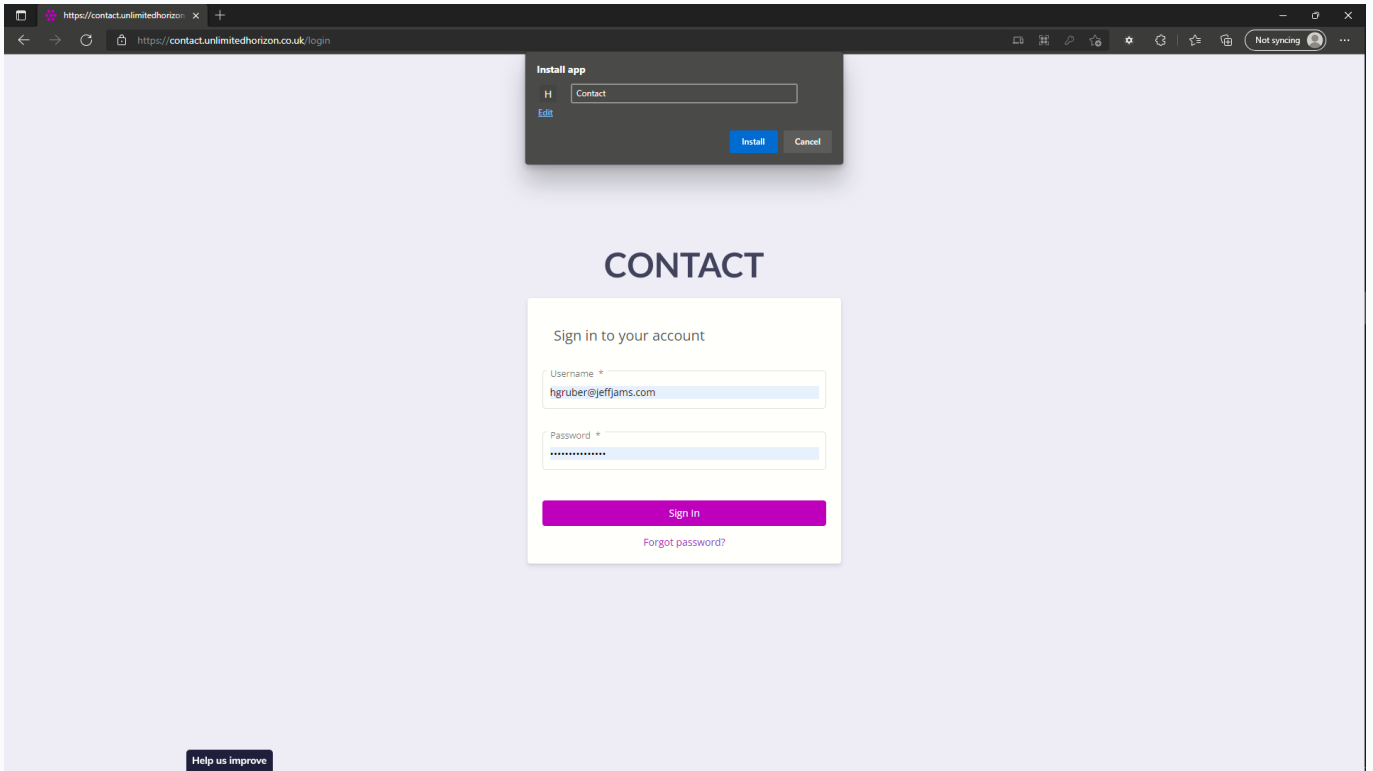 https://contact.unlimitedhorizon
https://contact.unlimitedhorizon.co.uk/login
Not syncing
Install app
H
Contact
Edit
Install
Cancel
CONTACT
Sign in to your account
Username *
hgruber@jeffjams.com
Password *
•••••••••••••••
Sign In
Forgot password?
Help us improve